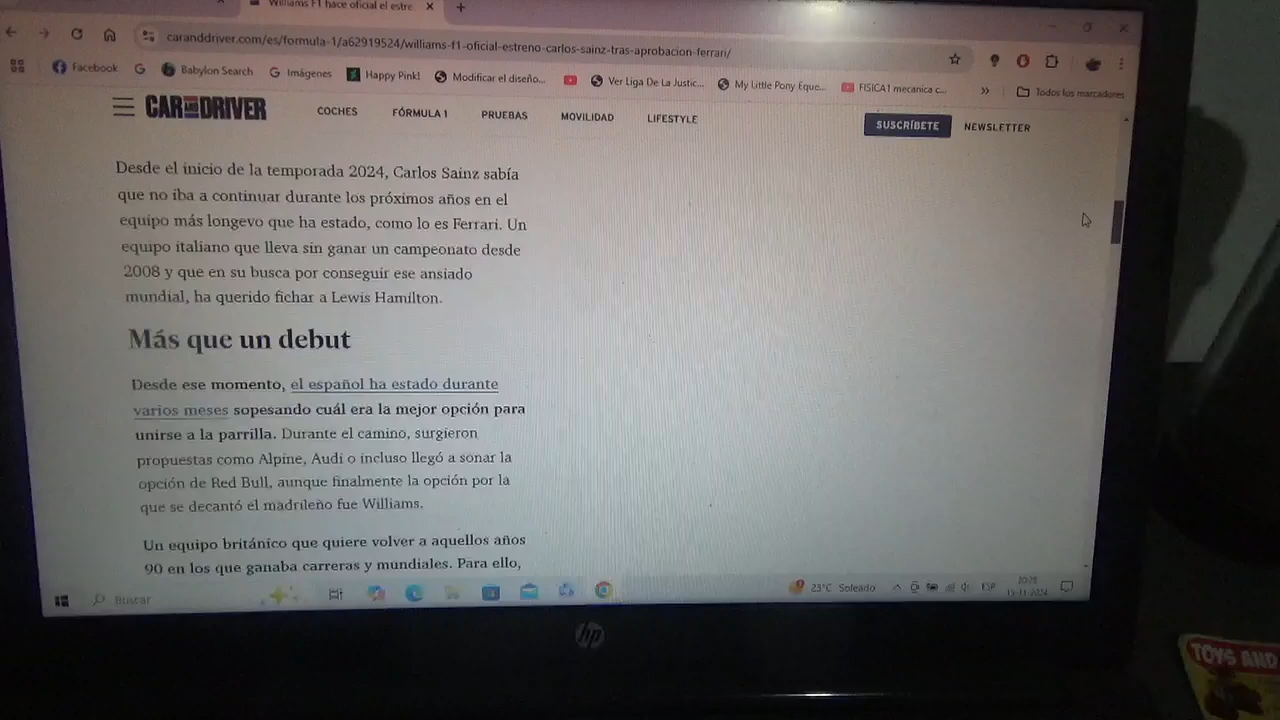 Williams F1 hace oficial el estre
caranddriver.com/es/formula-1/a62919524/williams-f1-oficial-estreno-carlos-sainz-tras-aprobacion-ferrari/
Facebook Babylon Search Imágenes Happy Pink! Modificar el diseño... Ver Liga De La Justic... My Little Pony Eque... FISICA1 mecanica c... Todos los marcadores
CAR AND DRIVER COCHES FÓRMULA 1 PRUEBAS MOVILIDAD LIFESTYLE SUSCRÍBETE NEWSLETTER
Desde el inicio de la temporada 2024, Carlos Sainz sabía
que no iba a continuar durante los próximos años en el
equipo más longevo que ha estado, como lo es Ferrari. Un
equipo italiano que lleva sin ganar un campeonato desde
2008 y que en su busca por conseguir ese ansiado
mundial, ha querido fichar a Lewis Hamilton.
Más que un debut
Desde ese momento, el español ha estado durante
varios meses sopesando cuál era la mejor opción para
unirse a la parrilla. Durante el camino, surgieron
propuestas como Alpine, Audi o incluso llegó a sonar la
opción de Red Bull, aunque finalmente la opción por la
que se decantó el madrileño fue Williams.
Un equipo británico que quiere volver a aquellos años
90 en los que ganaba carreras y mundiales. Para ello,
Buscar 23°C Soleado ESP
hp
TOYS AND